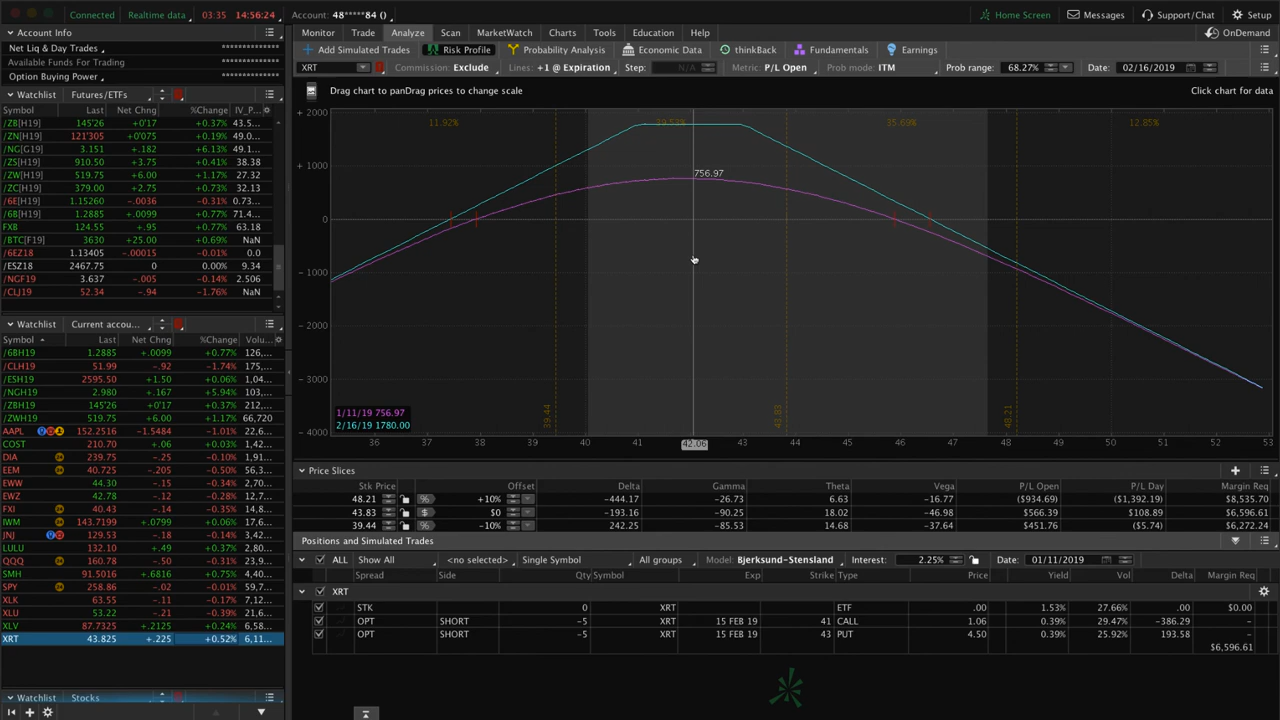 Connected Realtime data 03:35 14:56:24 Account: 48*****84 () Home Screen Messages Support/Chat Setup
Account Info Monitor Trade Analyze Scan MarketWatch Charts Tools Education Help OnDemand
Net Liq & Day Trades **************
Available Funds For Trading **************
Option Buying Power **************
Add Simulated Trades Risk Profile Probability Analysis Economic Data thinkBack Fundamentals Earnings
XRT Commission: Exclude Lines: +1 @ Expiration Step: N/A Metric: P/L Open Prob mode: ITM Prob range: 68.27% Date: 02/16/2019
Drag chart to pan Drag prices to change scale Click chart for data
Watchlist Futures/ETFs
Symbol Last Net Chng %Change IV_P...
/ZB[H19] 145'26 +0'17 +0.37% 43.5...
/ZN[H19] 121'305 +0'075 +0.19% 49.0...
/NG[G19] 3.151 +.182 +6.13% 49.1...
/ZS[H19] 910.50 +3.75 +0.41% 38.38
/ZW[H19] 519.75 +6.00 +1.17% 27.32
/ZC[H19] 379.00 +2.75 +0.73% 32.13
/6E[H19] 1.15260 -.0036 -0.31% 0.0...
/6B[H19] 1.2885 +.0099 +0.77% 71.4...
FXB 124.55 +.95 +0.77% 63.18
/BTC[F19] 3630 +25.00 +0.69% NaN
/6EZ18 1.13405 -.00015 -0.01% 0.0
/ESZ18 2467.75 0 0.00% 9.34
/NGF19 3.637 -.005 -0.14% 2.506
/CLJ19 52.34 -.94 -1.76% NaN
+ 2000
+ 1000
0
- 1000
- 2000
- 3000
- 4000
11.92% 29.53% 35.69% 12.85%
756.97
39.44 43.83 48.21
1/11/19 756.97
2/16/19 1780.00
36 37 38 39 40 41 42.06 43 44 45 46 47 48 49 50 51 52 53
Watchlist Current accou...
Symbol Last Net Chng %Change Volu...
/6BH19 1.2885 +.0099 +0.77% 126,...
/CLH19 51.99 -.92 -1.74% 175,...
/ESH19 2595.50 +1.50 +0.06% 1,04...
/NGH19 2.980 +.167 +5.94% 103,...
/ZBH19 145'26 +0'17 +0.37% 212,...
/ZWH19 519.75 +6.00 +1.17% 66,720
AAPL 152.2516 -1.5484 -1.01% 22,6...
COST 210.70 +.06 +0.03% 1,42...
DIA 239.75 -.25 -0.10% 1,91...
EEM 40.725 -.205 -0.50% 56,3...
EWW 44.30 -.15 -0.34% 1,21...
EWZ 42.78 -.12 -0.28% 12,7...
FXI 40.43 -.14 -0.35% 14,8...
IWM 143.7199 +.0799 +0.06% 17,6...
JNJ 129.53 -.18 -0.14% 3,42...
LULU 132.10 +.49 +0.37% 2,80...
QQQ 160.78 -.50 -0.31% 23,9...
SMH 91.5016 +.6816 +0.75% 4,40...
SPY 258.86 -.02 -0.01% 52,3...
XLK 63.55 -.11 -0.17% 7,12...
XLU 53.22 -.21 -0.39% 21,6...
XLV 87.7325 +.2125 +0.24% 6,58...
XRT 43.825 +.225 +0.52% 6,11...
Watchlist Stocks
Price Slices
Stk Price Offset Delta Gamma Theta Vega P/L Open P/L Day Margin Req
48.21 % +10% -444.17 -26.73 6.63 -16.77 ($934.69) ($1,392.19) $8,535.70
43.83 $ $0 -193.16 -90.25 18.02 -46.98 $566.39 $108.89 $6,596.61
39.44 % -10% 242.25 -85.53 14.68 -37.64 $451.76 ($5.74) $6,272.24
Positions and Simulated Trades
ALL Show All <no selected> Single Symbol All groups Model: Bjerksund-Stensland Interest: 2.25% Date: 01/11/2019
Spread Side Qty Symbol Exp Strike Type Price Yield Vol Delta Margin Req
XRT
STK 0 XRT ETF .00 1.53% 27.66% .00 $0.00
OPT SHORT -5 XRT 15 FEB 19 41 CALL 1.06 0.39% 29.47% -386.29 -
OPT SHORT -5 XRT 15 FEB 19 43 PUT 4.50 0.39% 25.92% 193.58 -
$6,596.61